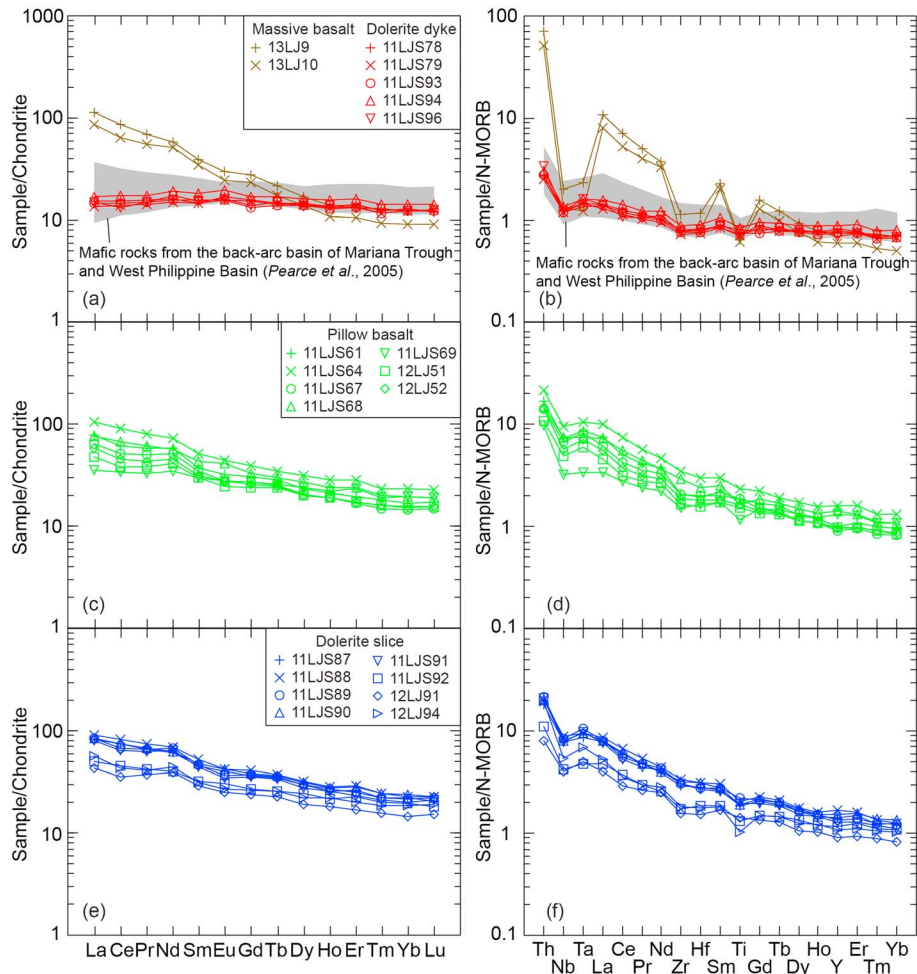 1000
100
10
1
Sample/Chondrite
Massive basalt
13LJ9
13LJ10
Dolerite dyke
11LJS78
11LJS79
11LJS93
11LJS94
11LJS96
Mafic rocks from the back-arc basin of Mariana Trough
and West Philippine Basin (Pearce et al., 2005)
(a)
100
10
1
0.1
Sample/N-MORB
Mafic rocks from the back-arc basin of Mariana Trough
and West Philippine Basin (Pearce et al., 2005)
(b)
100
10
1
Sample/Chondrite
Pillow basalt
11LJS61
11LJS64
11LJS67
11LJS68
11LJS69
12LJ51
12LJ52
(c)
10
1
0.1
Sample/N-MORB
(d)
100
10
1
Sample/Chondrite
Dolerite slice
11LJS87
11LJS88
11LJS89
11LJS90
11LJS91
11LJS92
12LJ91
12LJ94
(e)
La Ce Pr Nd Sm Eu Gd Tb Dy Ho Er Tm Yb Lu
10
1
0.1
Sample/N-MORB
(f)
Th Ta Ce Nd Hf Ti Tb Ho Er Yb
Nb La Pr Zr Sm Gd Dy Y Tm